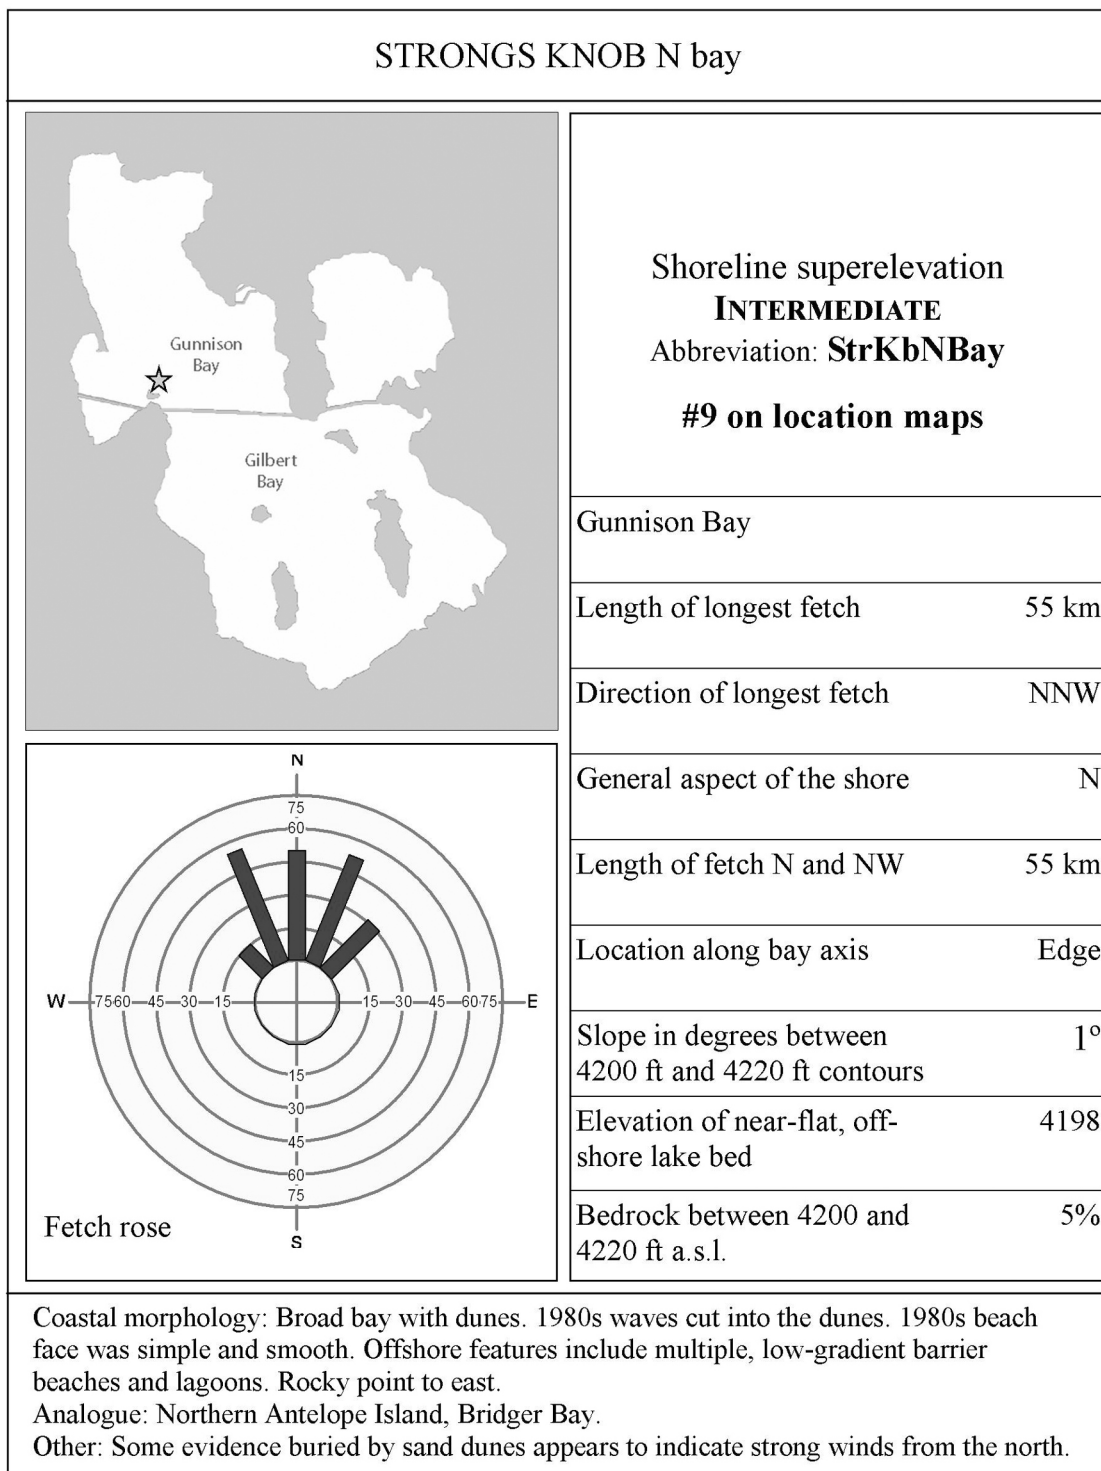 STRONGS KNOB N bay
Gunnison
Bay
Gilbert
Bay
Shoreline superelevation
INTERMEDIATE
Abbreviation: StrKbNBay
#9 on location maps
Gunnison Bay
Length of longest fetch 55 km
Direction of longest fetch NNW
General aspect of the shore N
Length of fetch N and NW 55 km
Location along bay axis Edge
Slope in degrees between 1º
4200 ft and 4220 ft contours
Elevation of near-flat, off- 4198
shore lake bed
Bedrock between 4200 and 5%
4220 ft a.s.l.
N
75
60
W 75 60 45 30 15 15 30 45 60 75 E
15
30
45
60
75
S
Fetch rose
Coastal morphology: Broad bay with dunes. 1980s waves cut into the dunes. 1980s beach
face was simple and smooth. Offshore features include multiple, low-gradient barrier
beaches and lagoons. Rocky point to east.
Analogue: Northern Antelope Island, Bridger Bay.
Other: Some evidence buried by sand dunes appears to indicate strong winds from the north.